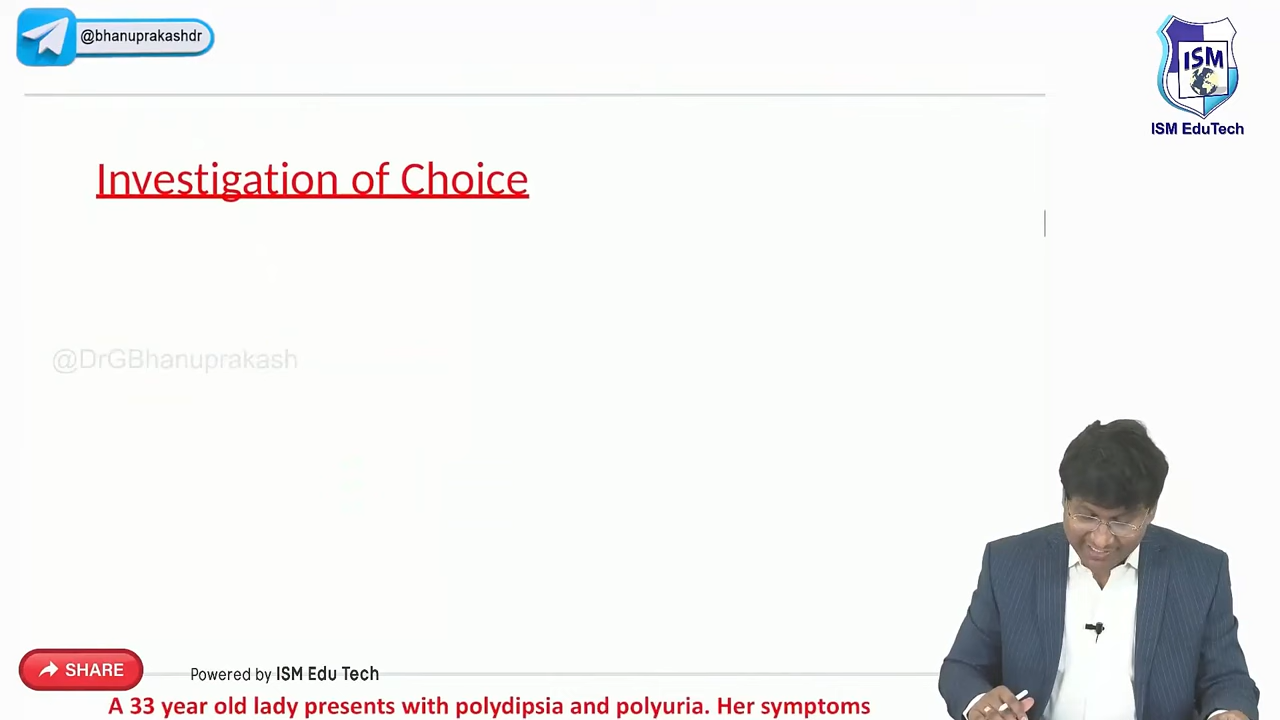 @bhanuprakashdr
ISM
ISM EduTech
Investigation of Choice
@DrGBhanuprakash
SHARE
Powered by ISM Edu Tech
A 33 year old lady presents with polydipsia and polyuria. Her symptoms